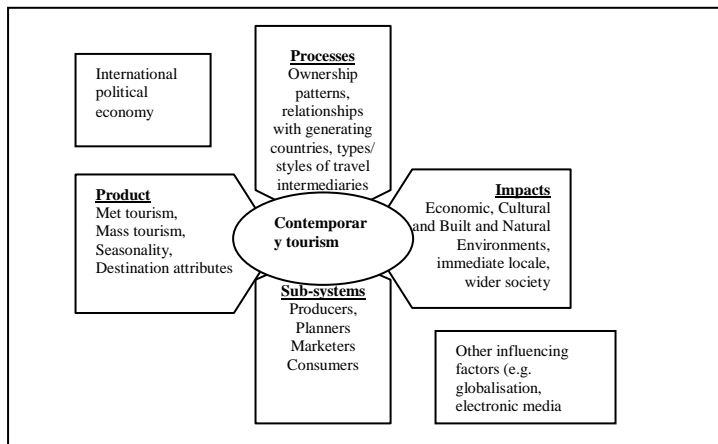 International
political
economy
Processes
Ownership
patterns,
relationships
with generating
countries, types/
styles of travel
intermediaries
Product
Met tourism,
Mass tourism,
Seasonality,
Destination attributes
Contemporar
y tourism
Impacts
Economic, Cultural
and Built and Natural
Environments,
immediate locale,
wider society
Sub-systems
Producers,
Planners
Marketers
Consumers
Other influencing
factors (e.g.
globalisation,
electronic media